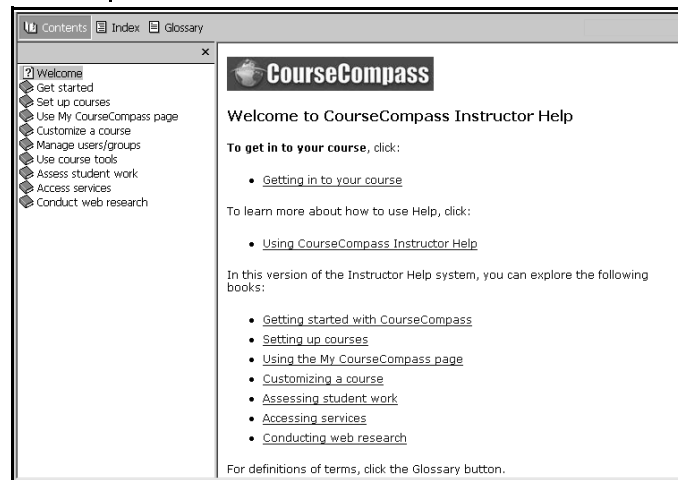 Contents Index Glossary
×
? Welcome
Get started
Set up courses
Use My CourseCompass page
Customize a course
Manage users/groups
Use course tools
Assess student work
Access services
Conduct web research
CourseCompass
Welcome to CourseCompass Instructor Help
To get in to your course, click:
• Getting in to your course
To learn more about how to use Help, click:
• Using CourseCompass Instructor Help
In this version of the Instructor Help system, you can explore the following
books:
• Getting started with CourseCompass
• Setting up courses
• Using the My CourseCompass page
• Customizing a course
• Assessing student work
• Accessing services
• Conducting web research
For definitions of terms, click the Glossary button.